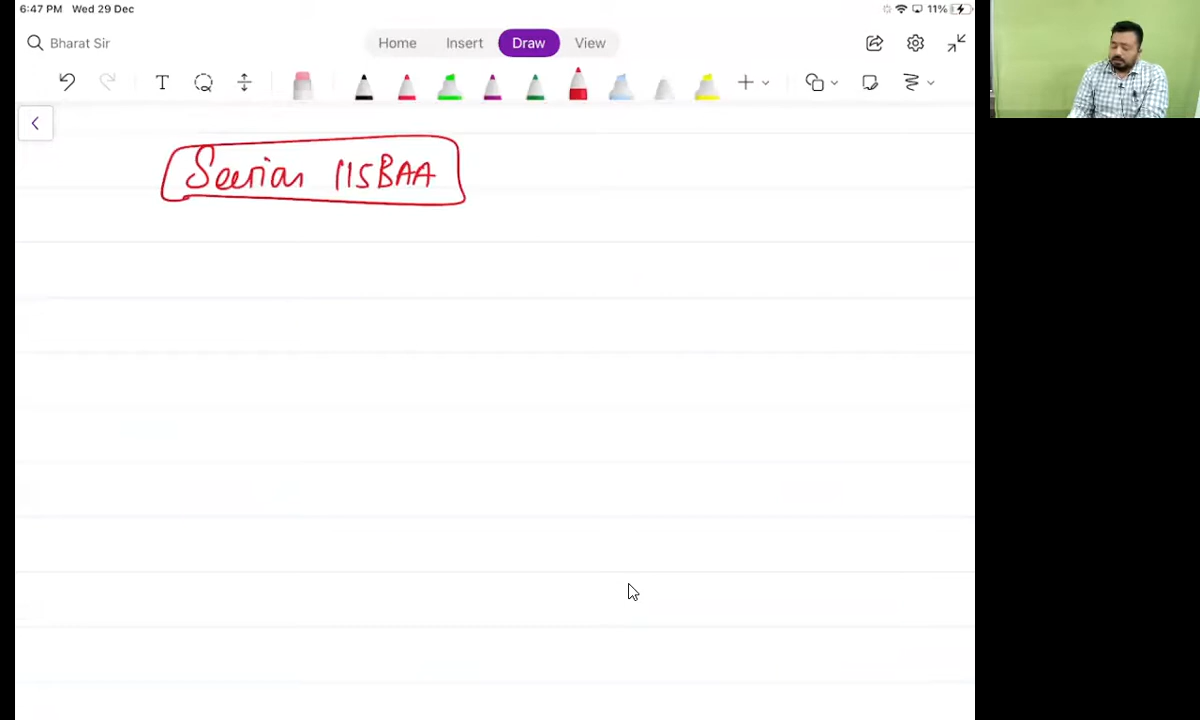 6:47 PM Wed 29 Dec 11%
Bharat Sir Home Insert Draw View
T
Section 115BAA